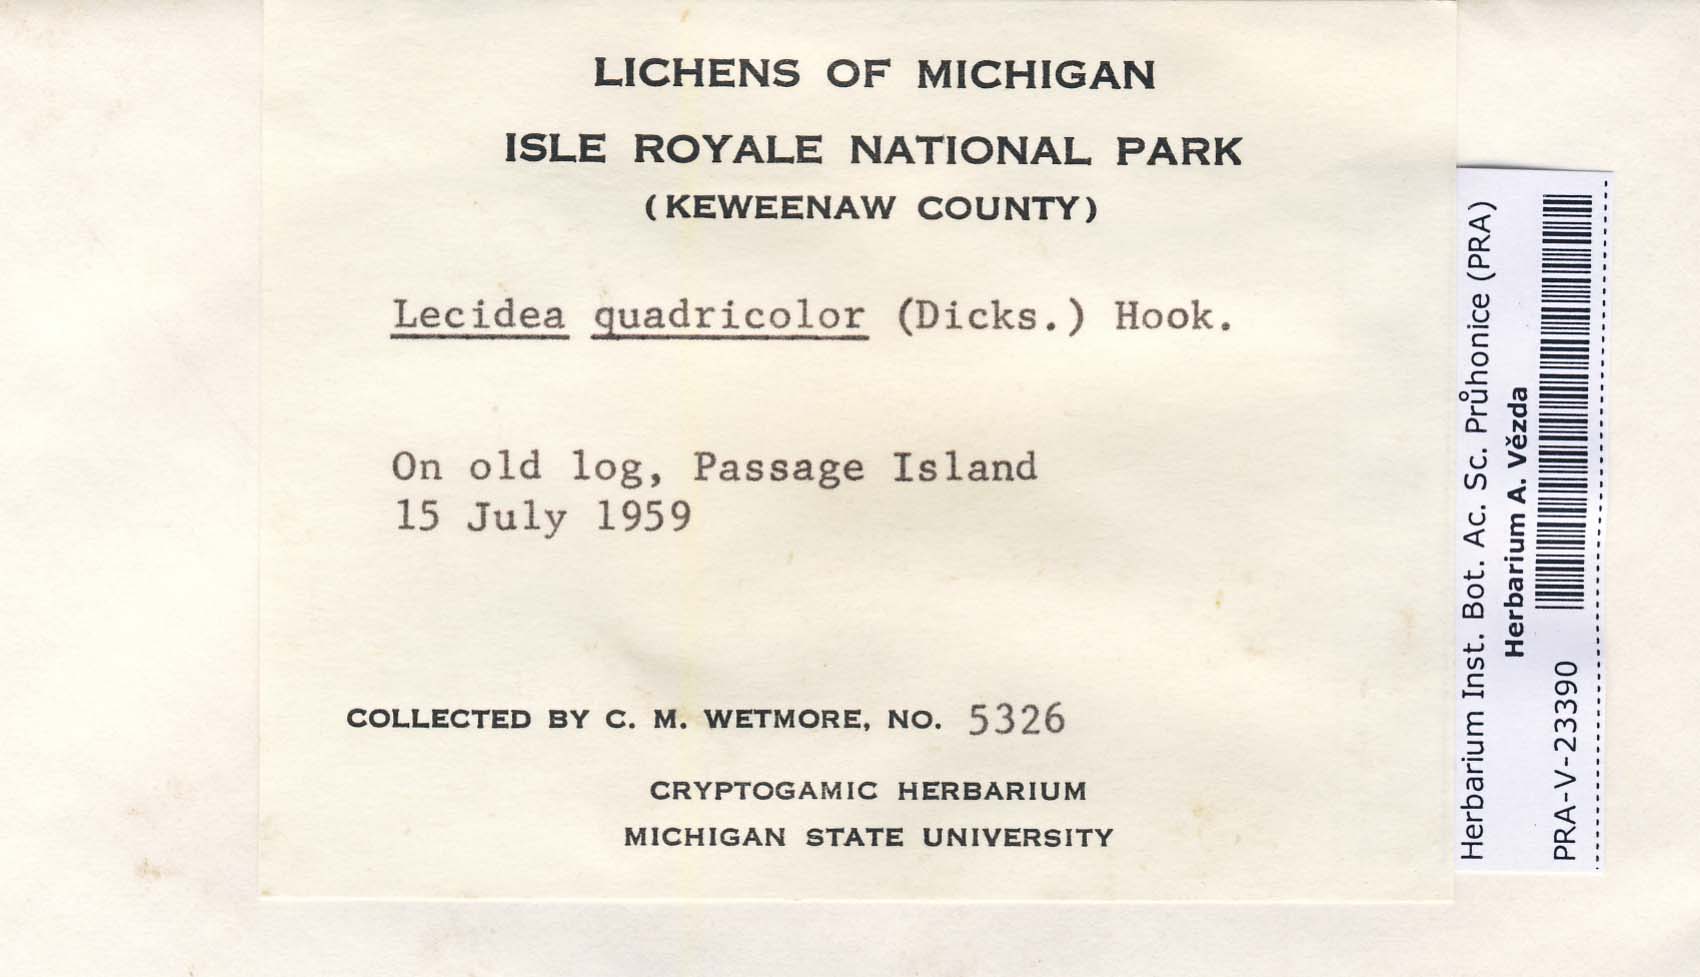 LICHENS OF MICHIGAN
ISLE ROYALE NATIONAL PARK
(KEWEENAW COUNTY)
Lecidea quadricolor (Dicks.) Hook.
On old log, Passage Island
15 July 1959
COLLECTED BY C. M. WETMORE, NO. 5326
CRYPTOGAMIC HERBARIUM
MICHIGAN STATE UNIVERSITY
Herbarium Inst. Bot. Ac. Sc. Průhonice (PRA)
Herbarium A. Vězda
PRA-V-23390